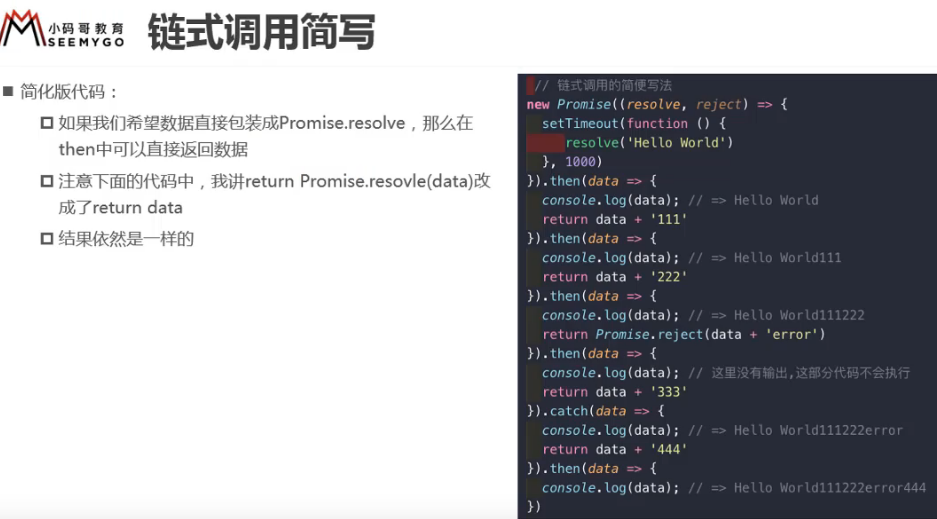 小码哥教育
SEEMYGO
链式调用简写
简化版代码：
如果我们希望数据直接包装成Promise.resolve，那么在
then中可以直接返回数据
注意下面的代码中，我讲return Promise.resovle(data)改
成了return data
结果依然是一样的
// 链式调用的简便写法
new Promise((resolve, reject) => {
setTimeout(function () {
resolve('Hello World')
}, 1000)
}).then(data => {
console.log(data); // => Hello World
return data + '111'
}).then(data => {
console.log(data); // => Hello World111
return data + '222'
}).then(data => {
console.log(data); // => Hello World111222
return Promise.reject(data + 'error')
}).then(data => {
console.log(data); // 这里没有输出,这部分代码不会执行
return data + '333'
}).catch(data => {
console.log(data); // => Hello World111222error
return data + '444'
}).then(data => {
console.log(data); // => Hello World111222error444
})